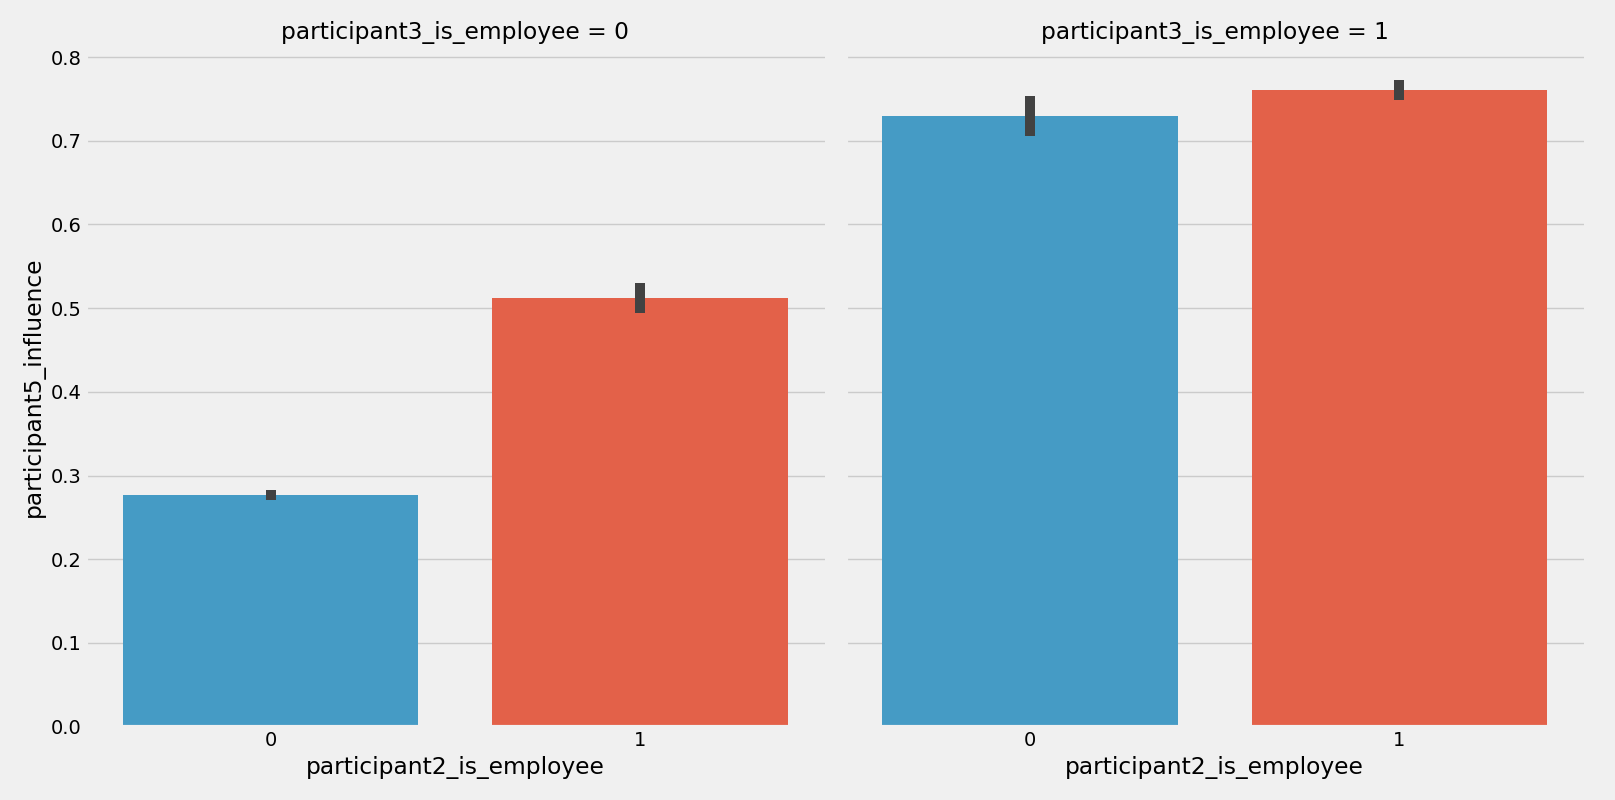 participant3_is_employee = 0
participant3_is_employee = 1
participant5_influence
0.8
0.7
0.6
0.5
0.4
0.3
0.2
0.1
0.0
0 1
0 1
participant2_is_employee
participant2_is_employee